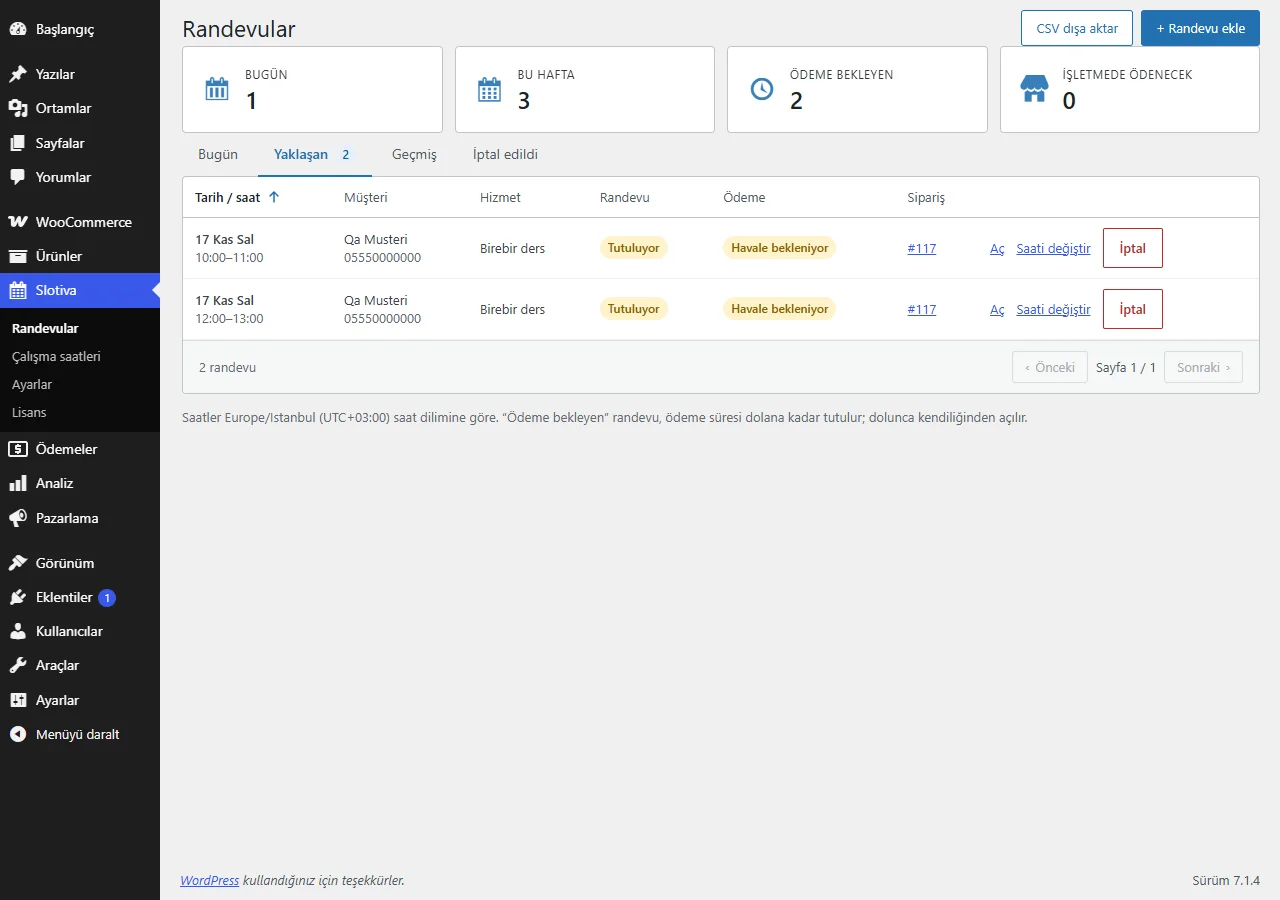 Başlangıç
Yazılar
Ortamlar
Sayfalar
Yorumlar
WooCommerce
Ürünler
Slotiva
Randevular
Çalışma saatleri
Ayarlar
Lisans
Ödemeler
Analiz
Pazarlama
Görünüm
Eklentiler 1
Kullanıcılar
Araçlar
Ayarlar
Menüyü daralt
Randevular
CSV dışa aktar
+ Randevu ekle
BUGÜN
1
BU HAFTA
3
ÖDEME BEKLEYEN
2
İŞLETMEDE ÖDENECEK
0
Bugün Yaklaşan 2 Geçmiş İptal edildi
Tarih / saat ↑ Müşteri Hizmet Randevu Ödeme Sipariş
17 Kas Sal
10:00–11:00
Qa Musteri
05550000000
Birebir ders Tutuluyor Havale bekleniyor #117 Aç Saati değiştir İptal
17 Kas Sal
12:00–13:00
Qa Musteri
05550000000
Birebir ders Tutuluyor Havale bekleniyor #117 Aç Saati değiştir İptal
2 randevu ‹ Önceki Sayfa 1 / 1 Sonraki ›
Saatler Europe/Istanbul (UTC+03:00) saat dilimine göre. “Ödeme bekleyen” randevu, ödeme süresi dolana kadar tutulur; dolunca kendiliğinden açılır.
WordPress kullandığınız için teşekkürler.
Sürüm 7.1.4